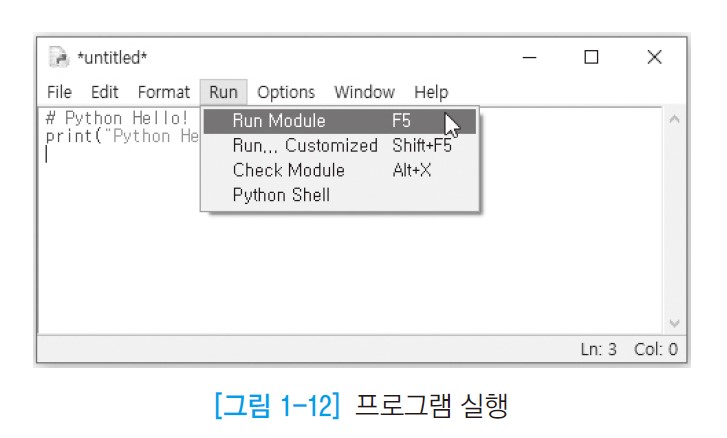 *untitled*
File Edit Format Run Options Window Help
# Python Hello!
print("Python He
Run Module F5
Run... Customized Shift+F5
Check Module Alt+X
Python Shell
Ln: 3 Col: 0
[그림 1-12] 프로그램 실행